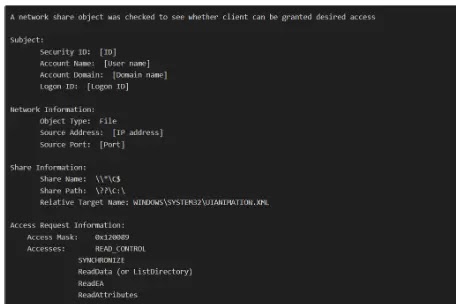 A network share object was checked to see whether client can be granted desired access
Subject:
Security ID: [ID]
Account Name: [User name]
Account Domain: [Domain name]
Logon ID: [Logon ID]
Network Information:
Object Type: File
Source Address: [IP address]
Source Port: [Port]
Share Information:
Share Name: \\*\C$
Share Path: \??\C:\
Relative Target Name: WINDOWS\SYSTEM32\UIANIMATION.XML
Access Request Information:
Access Mask: 0x120089
Accesses: READ_CONTROL
SYNCHRONIZE
ReadData (or ListDirectory)
ReadEA
ReadAttributes